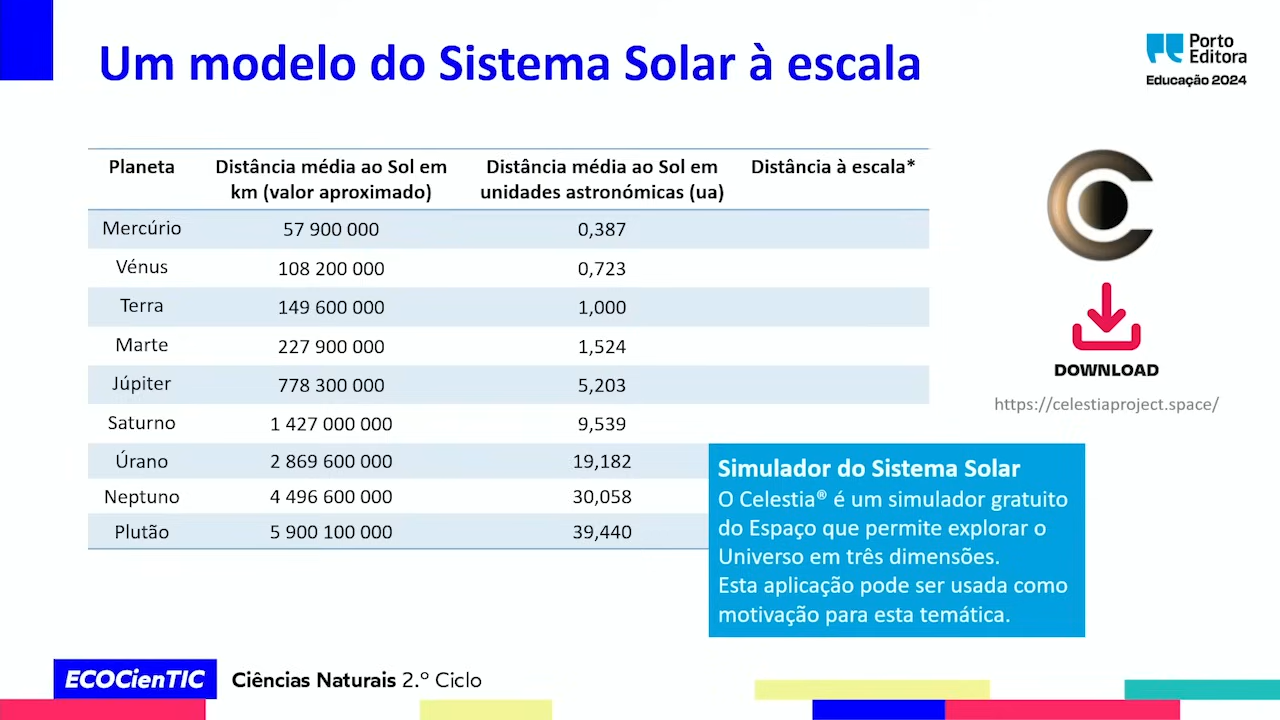 Um modelo do Sistema Solar à escala
Porto
Editora
Educação 2024
Planeta
Distância média ao Sol em
km (valor aproximado)
Distância média ao Sol em
unidades astronómicas (ua)
Distância à escala*
Mercúrio 57 900 000 0,387
Vénus 108 200 000 0,723
Terra 149 600 000 1,000
Marte 227 900 000 1,524
Júpiter 778 300 000 5,203
Saturno 1 427 000 000 9,539
Úrano 2 869 600 000 19,182
Neptuno 4 496 600 000 30,058
Plutão 5 900 100 000 39,440
DOWNLOAD
https://celestiaproject.space/
Simulador do Sistema Solar
O Celestia® é um simulador gratuito
do Espaço que permite explorar o
Universo em três dimensões.
Esta aplicação pode ser usada como
motivação para esta temática.
ECOCienTIC Ciências Naturais 2.º Ciclo